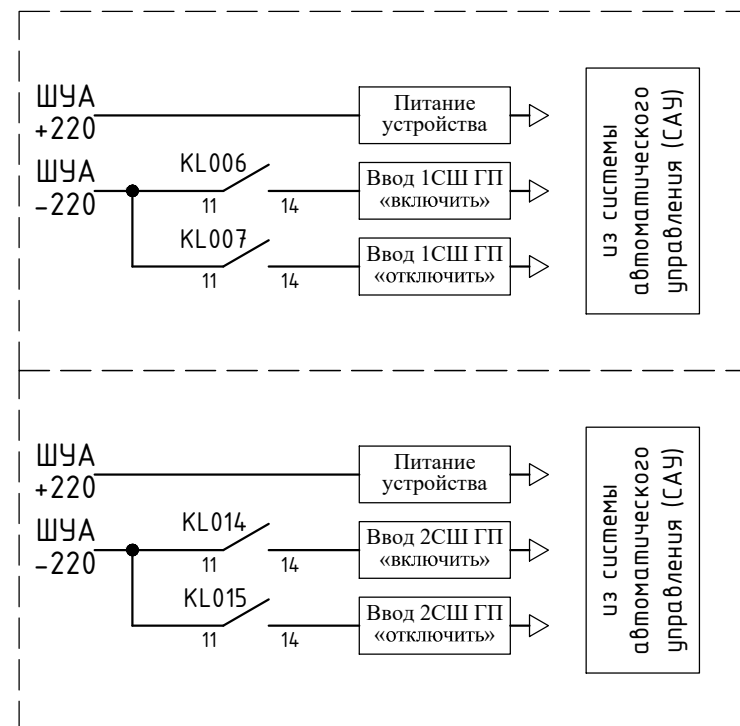 ШУА
+220
Питание
устройства
ШУА
-220
KL006
11
14
Ввод 1СШ ГП
«включить»
KL007
11
14
Ввод 1СШ ГП
«отключить»
из системы
автоматического
управления (САУ)
ШУА
+220
Питание
устройства
ШУА
-220
KL014
11
14
Ввод 2СШ ГП
«включить»
KL015
11
14
Ввод 2СШ ГП
«отключить»
из системы
автоматического
управления (САУ)